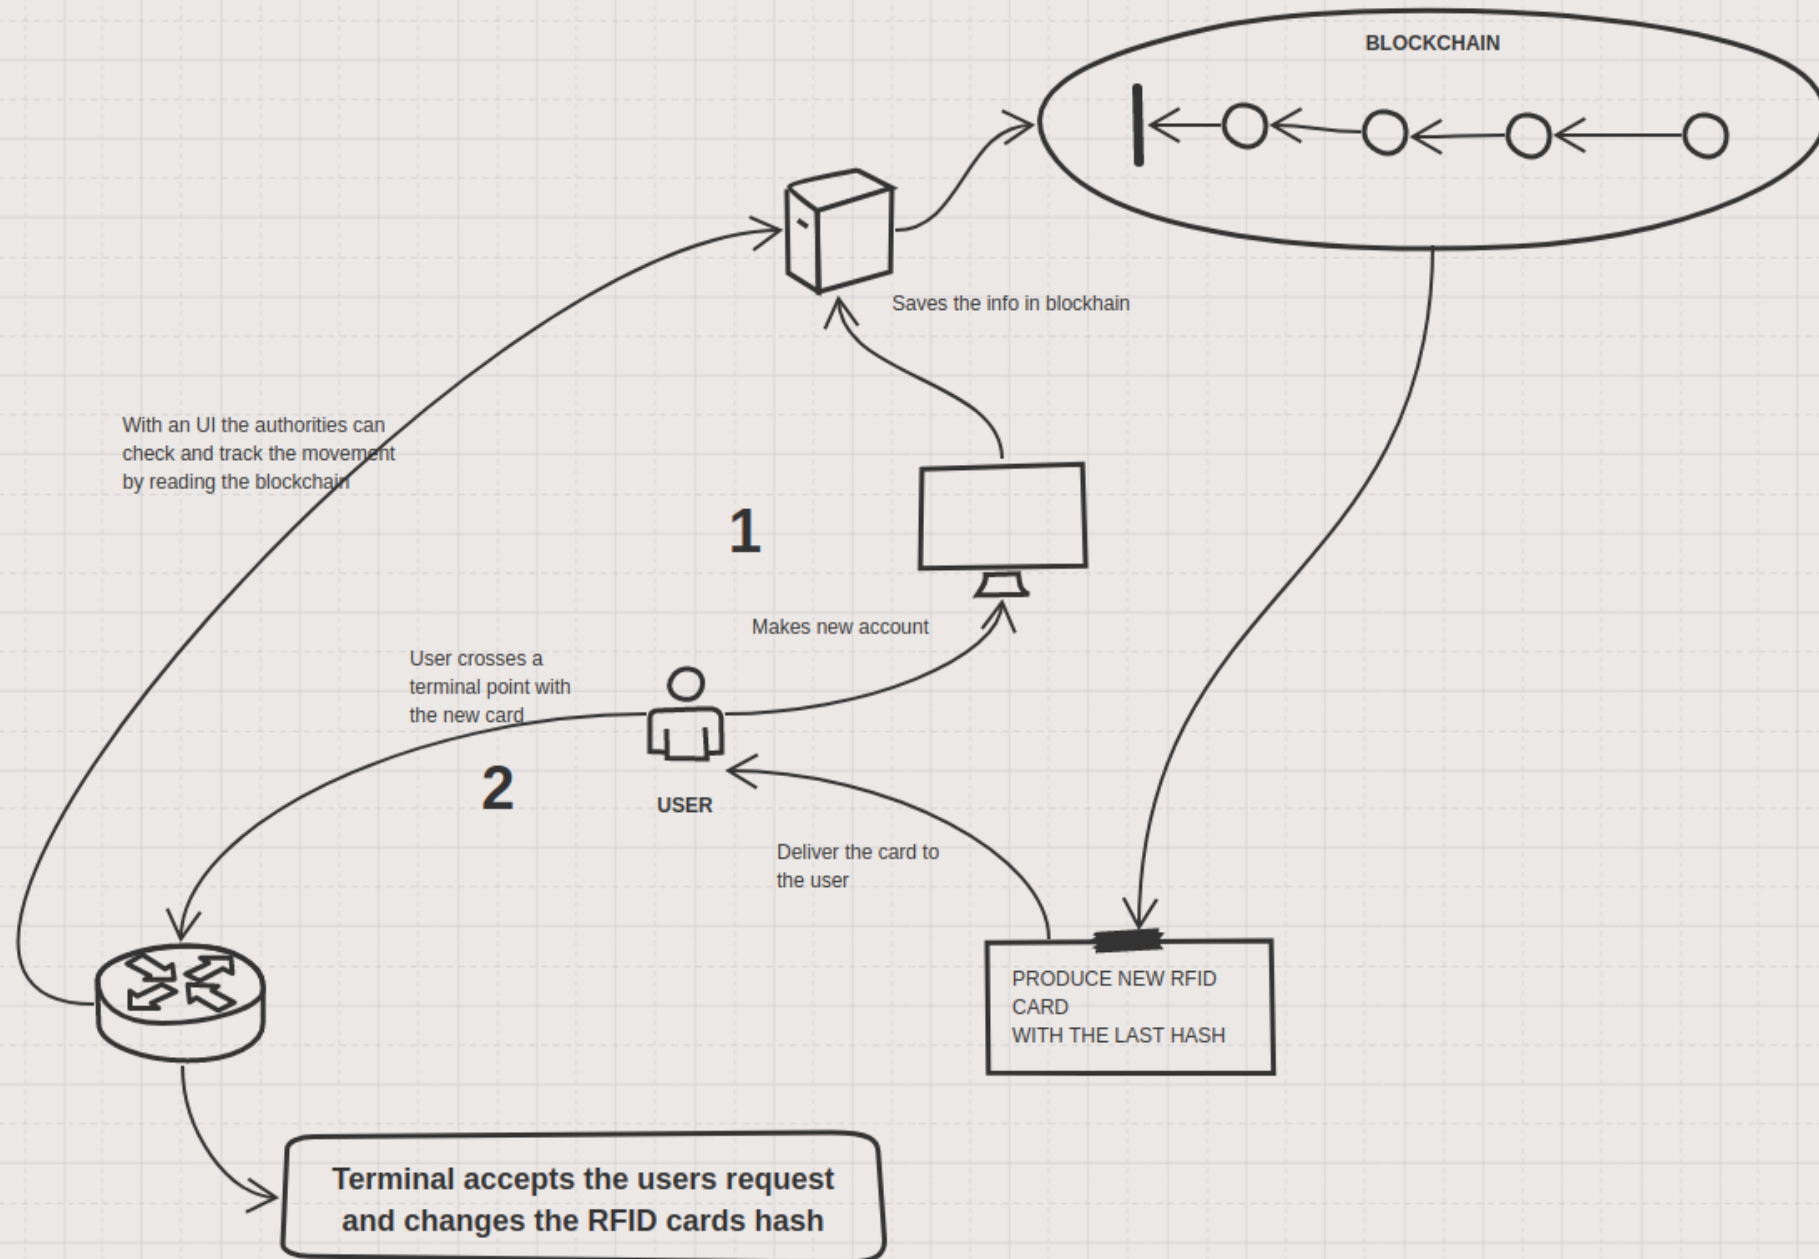 BLOCKCHAIN
Saves the info in blockhain
With an UI the authorities can
check and track the movement
by reading the blockchain
1
Makes new account
User crosses a
terminal point with
the new card
2
USER
Deliver the card to
the user
PRODUCE NEW RFID
CARD
WITH THE LAST HASH
Terminal accepts the users request
and changes the RFID cards hash